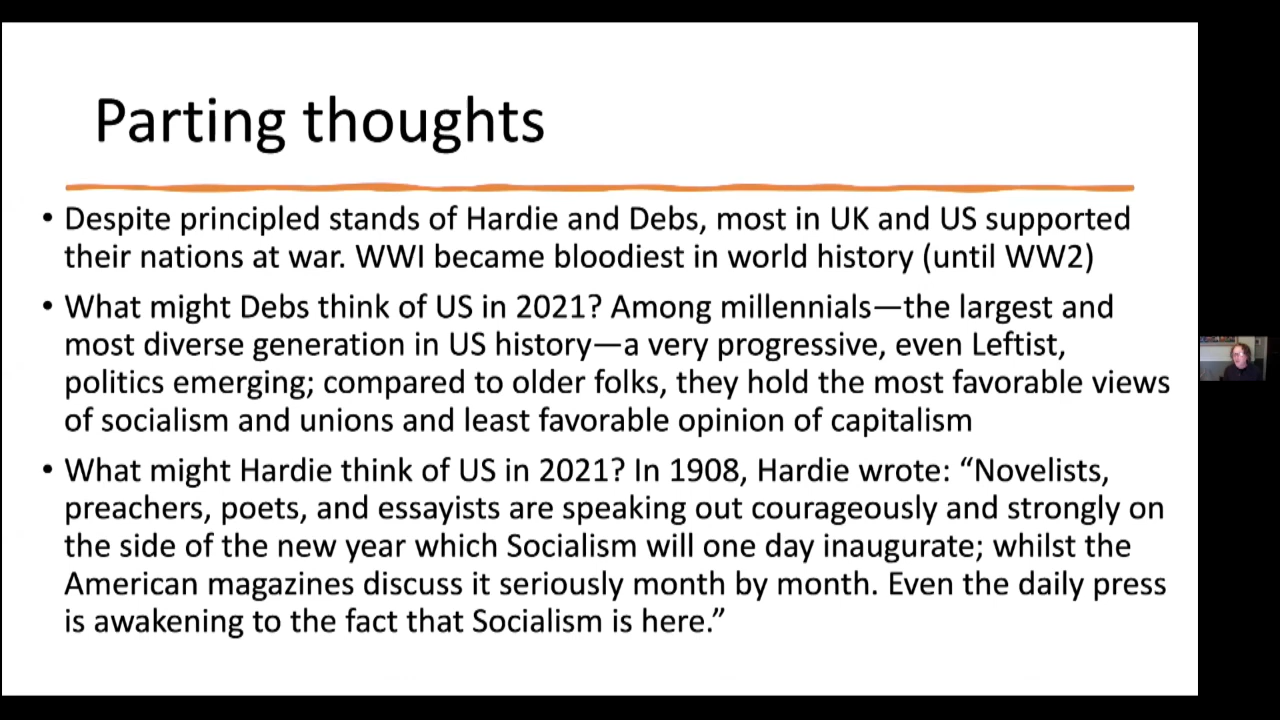 Parting thoughts
• Despite principled stands of Hardie and Debs, most in UK and US supported
their nations at war. WWI became bloodiest in world history (until WW2)
• What might Debs think of US in 2021? Among millennials—the largest and
most diverse generation in US history—a very progressive, even Leftist,
politics emerging; compared to older folks, they hold the most favorable views
of socialism and unions and least favorable opinion of capitalism
• What might Hardie think of US in 2021? In 1908, Hardie wrote: “Novelists,
preachers, poets, and essayists are speaking out courageously and strongly on
the side of the new year which Socialism will one day inaugurate; whilst the
American magazines discuss it seriously month by month. Even the daily press
is awakening to the fact that Socialism is here.”